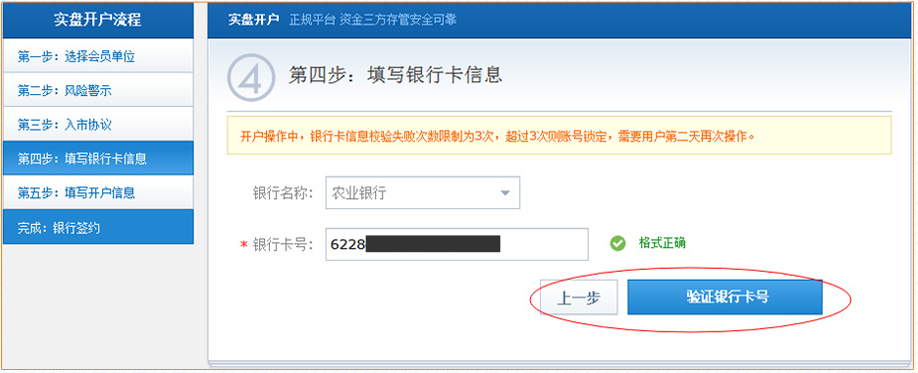 实盘开户流程
第一步：选择会员单位
第二步：风险警示
第三步：入市协议
第四步：填写银行卡信息
第五步：填写开户信息
完成：银行签约
实盘开户 正规平台 资金三方存管安全可靠
④ 第四步：填写银行卡信息
开户操作中，银行卡信息校验失败次数限制为3次，超过3次则账号锁定，需要用户第二天再次操作。
银行名称： 农业银行
* 银行卡号： 6228 格式正确
上一步 验证银行卡号